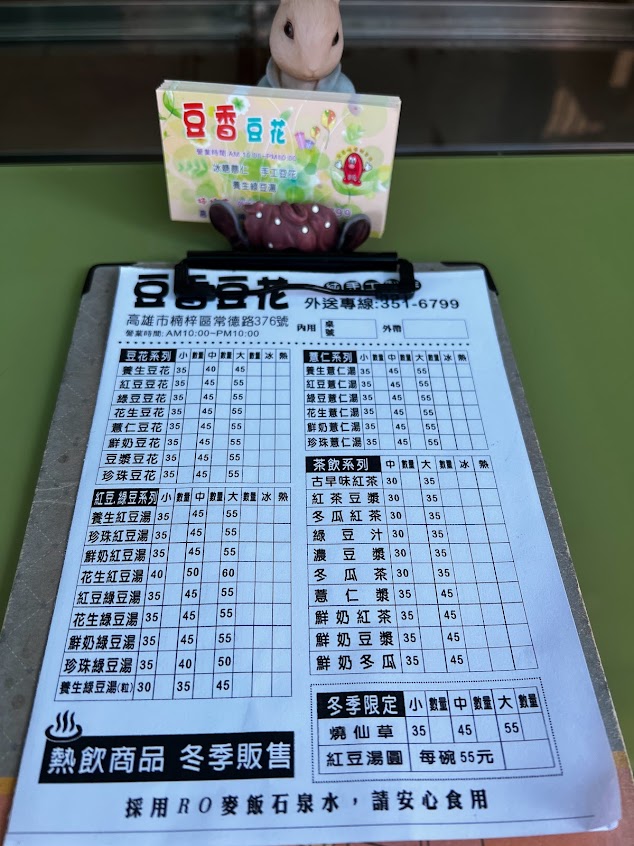 豆香豆花
營業時間:AM 10:00~PM10:00
冰糖薏仁 手工豆花
養生綠豆湯
豆香豆花
外送專線:351-6799
高雄市楠梓區常德路376號
營業時間:AM10:00~PM10:00
內用 桌號 外帶
豆花系列 小 數量 中 數量 大 數量 冰 熱
養生豆花 35 40 45
紅豆豆花 35 45 55
綠豆豆花 35 45 55
花生豆花 35 45 55
薏仁豆花 35 45 55
鮮奶豆花 35 45 55
豆漿豆花 35 45 55
珍珠豆花 35 45 55
紅豆.綠豆系列 小 數量 中 數量 大 數量 冰 熱
養生紅豆湯 35 45 55
珍珠紅豆湯 35 45 55
鮮奶紅豆湯 35 45 55
花生紅豆湯 40 50 60
紅豆綠豆湯 35 45 55
花生綠豆湯 35 45 55
鮮奶綠豆湯 35 45 55
珍珠綠豆湯 35 40 50
養生綠豆湯(粒) 30 35 45
薏仁系列 小 數量 中 數量 大 數量 冰 熱
養生薏仁湯 35 45 55
紅豆薏仁湯 35 45 55
綠豆薏仁湯 35 45 55
花生薏仁湯 35 45 55
鮮奶薏仁湯 35 45 55
珍珠薏仁湯 35 45 55
茶飲系列 中 數量 大 數量 冰 熱
古早味紅茶 30 35
紅茶豆漿 30 35
冬瓜紅茶 30 35
綠豆汁 30 35
濃豆漿 30 35
冬瓜茶 30 35
薏仁漿 35 45
鮮奶紅茶 35 45
鮮奶豆漿 35 45
鮮奶冬瓜 35 45
冬季限定 小 數量 中 數量 大 數量
燒仙草 35 45 55
紅豆湯圓 每碗55元
熱飲商品 冬季販售
採用RO麥飯石泉水，請安心食用